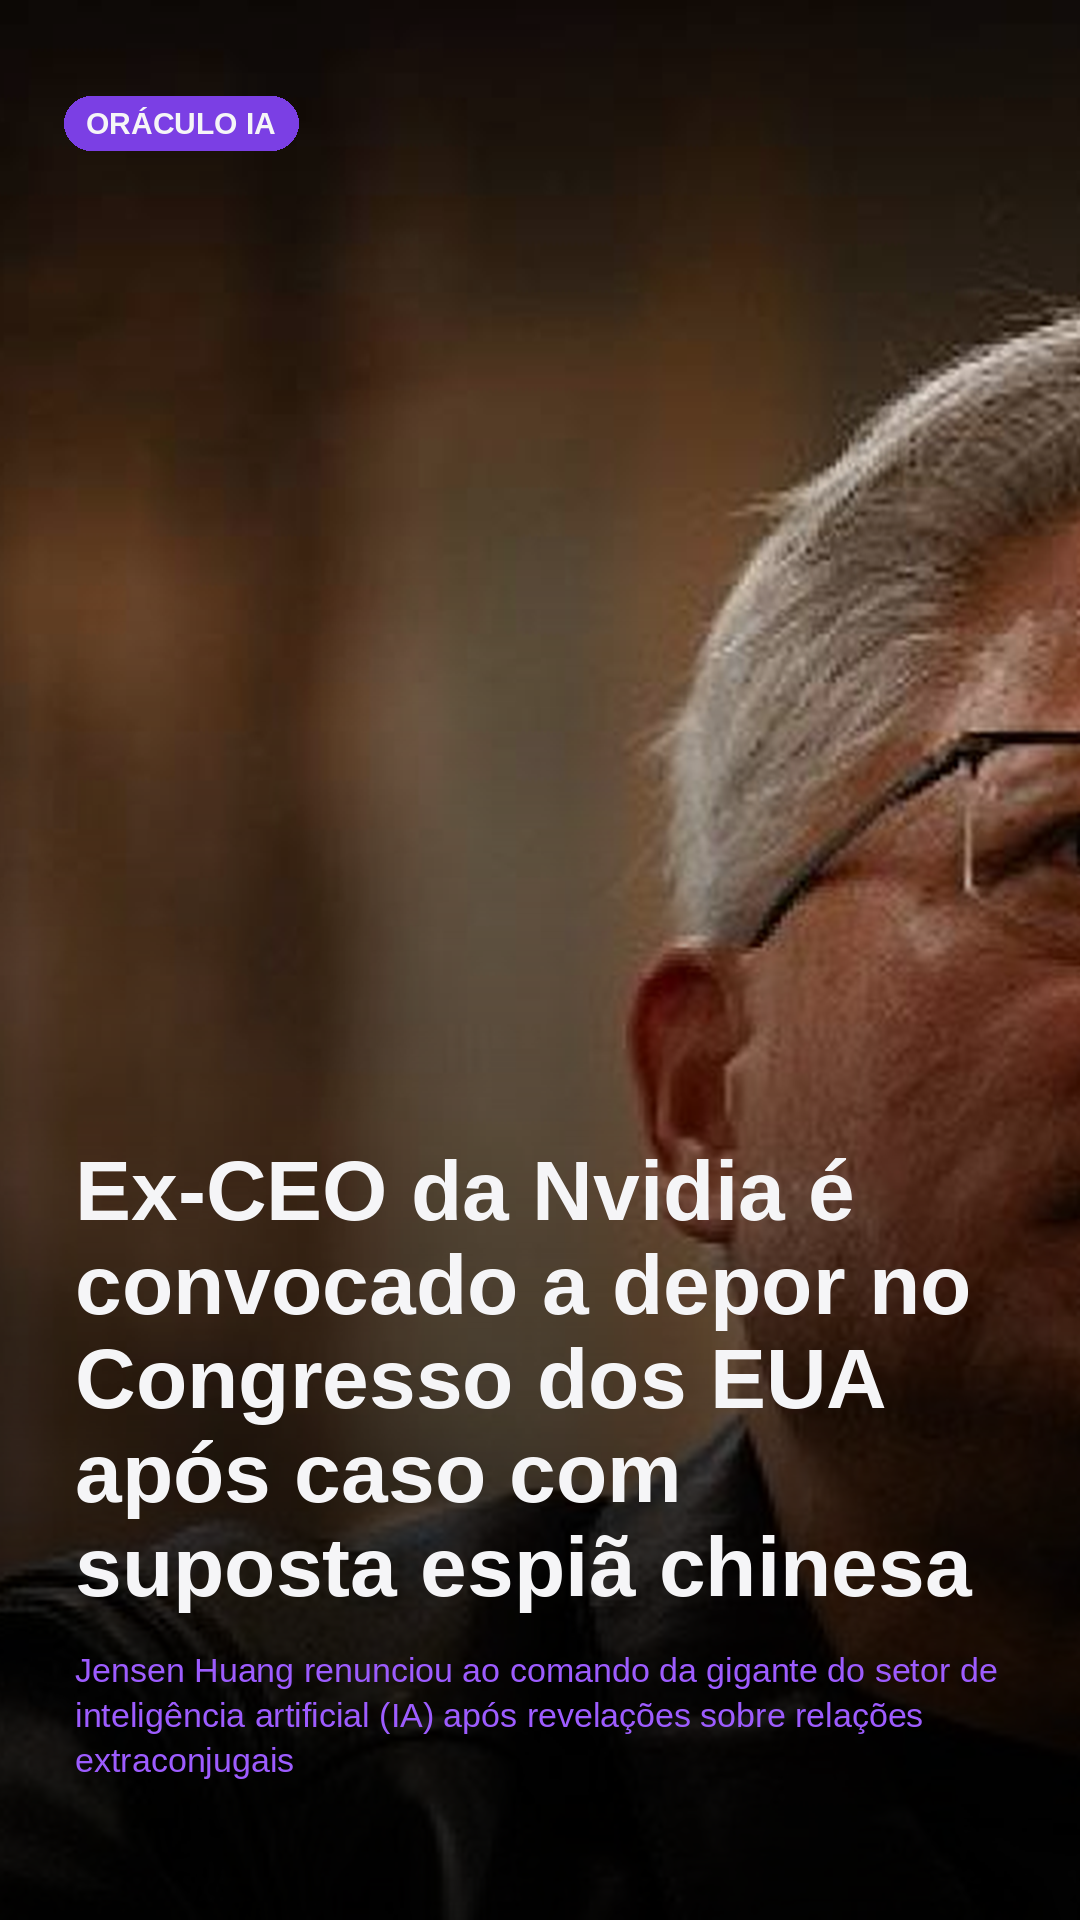 ORÁCULO IA
Ex-CEO da Nvidia é
convocado a depor no
Congresso dos EUA
após caso com
suposta espiã chinesa
Jensen Huang renunciou ao comando da gigante do setor de
inteligência artificial (IA) após revelações sobre relações
extraconjugais